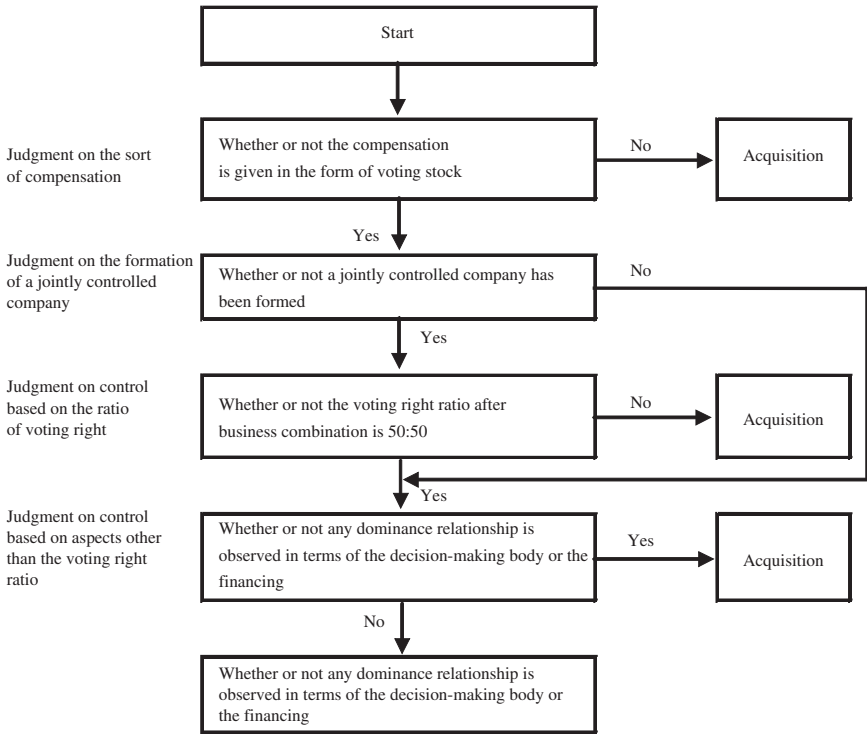 Start
Judgment on the sort
of compensation
Whether or not the compensation
is given in the form of voting stock
No
Acquisition
Yes
Judgment on the formation
of a jointly controlled
company
Whether or not a jointly controlled company has
been formed
No
Yes
Judgment on control
based on the ratio
of voting right
Whether or not the voting right ratio after
business combination is 50:50
No
Acquisition
Yes
Judgment on control
based on aspects other
than the voting right
ratio
Whether or not any dominance relationship is
observed in terms of the decision-making body or the
financing
Yes
Acquisition
No
Whether or not any dominance relationship is
observed in terms of the decision-making body or
the financing